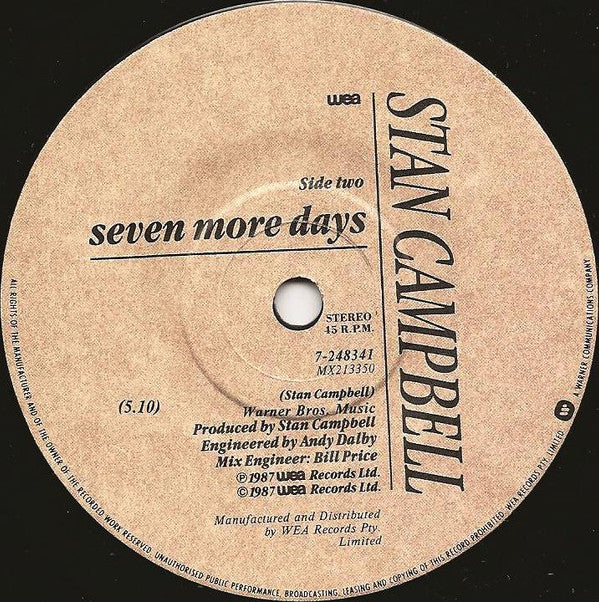 wea
STAN CAMPBELL
Side two
seven more days
STEREO
45 R.P.M.
7-248341
MX213350
(5.10)
(Stan Campbell)
Warner Bros. Music
Produced by Stan Campbell
Engineered by Andy Dalby
Mix Engineer: Bill Price
℗1987 wea Records Ltd.
©1987 wea Records Ltd.
Manufactured and Distributed
by WEA Records Pty.
Limited
ALL RIGHTS OF THE MANUFACTURER AND OF THE OWNER OF THE RECORDED WORK RESERVED. UNAUTHORISED PUBLIC PERFORMANCE, BROADCASTING, LEASING AND COPYING OF THIS RECORD PROHIBITED. WEA RECORDS PTY. LIMITED. A WARNER COMMUNICATIONS COMPANY